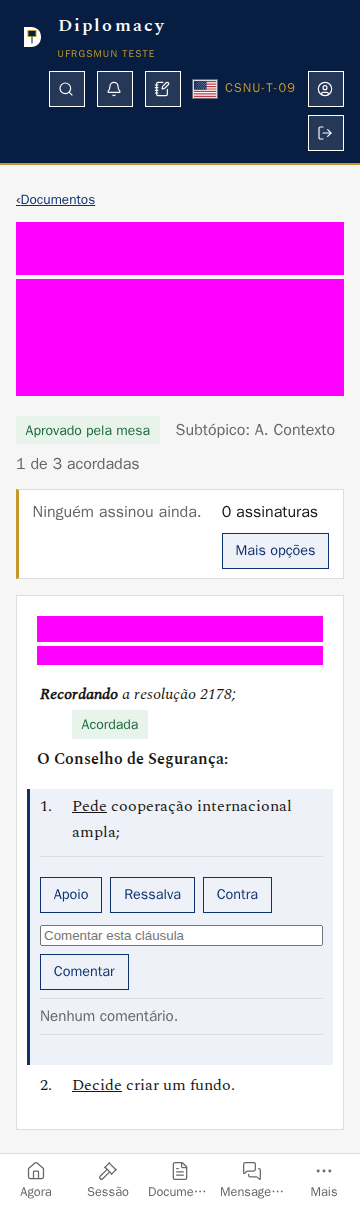 Diplomacy
UFRGSMUN TESTE
CSNU-T-09
‹Documentos
Aprovado pela mesa
Subtópico: A. Contexto
1 de 3 acordadas
Ninguém assinou ainda.
0 assinaturas
Mais opções
Recordando a resolução 2178;
Acordada
O Conselho de Segurança:
1. Pede cooperação internacional
ampla;
Apoio
Ressalva
Contra
Comentar esta cláusula
Comentar
Nenhum comentário.
2. Decide criar um fundo.
Agora
Sessão
Docume···
Mensage···
Mais